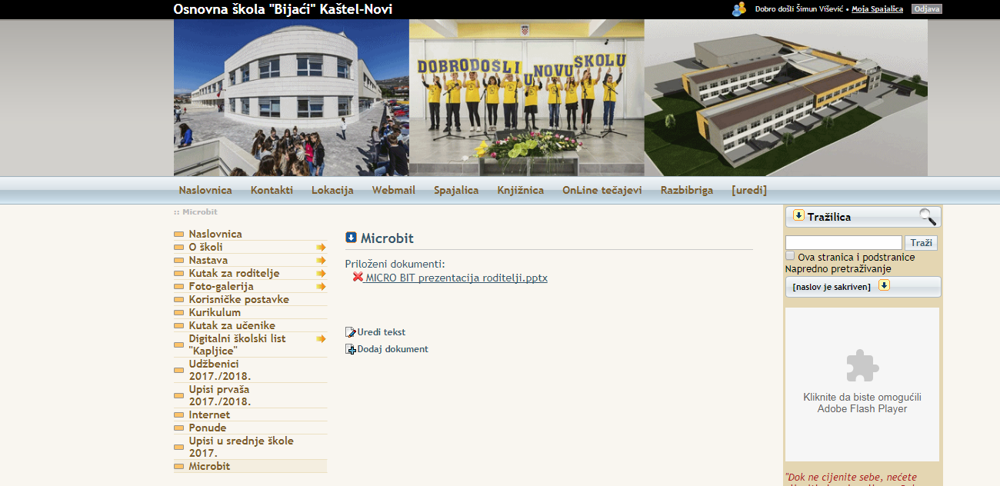 Osnovna škola "Bijaći" Kaštel-Novi
Dobro došli Šimun Višević • Moja Spajalica Odjava
DOBRODOŠLI U NOVU ŠKOLU
Naslovnica Kontakti Lokacija Webmail Spajalica Knjižnica OnLine tečajevi Razbibriga [uredi]
:: Microbit
Naslovnica
O školi
Nastava
Kutak za roditelje
Foto-galerija
Korisničke postavke
Kurikulum
Kutak za učenike
Digitalni školski list
"Kapljice"
Udžbenici
2017./2018.
Upisi prvaša
2017./2018.
Internet
Ponude
Upisi u srednje škole
2017.
Microbit
Microbit
Priloženi dokumenti:
MICRO BIT prezentacija roditelji.pptx
Uredi tekst
Dodaj dokument
Tražilica
Traži
Ova stranica i podstranice
Napredno pretraživanje
[naslov je sakriven]
Kliknite da biste omogućili
Adobe Flash Player
"Dok ne cijenite sebe, nećete